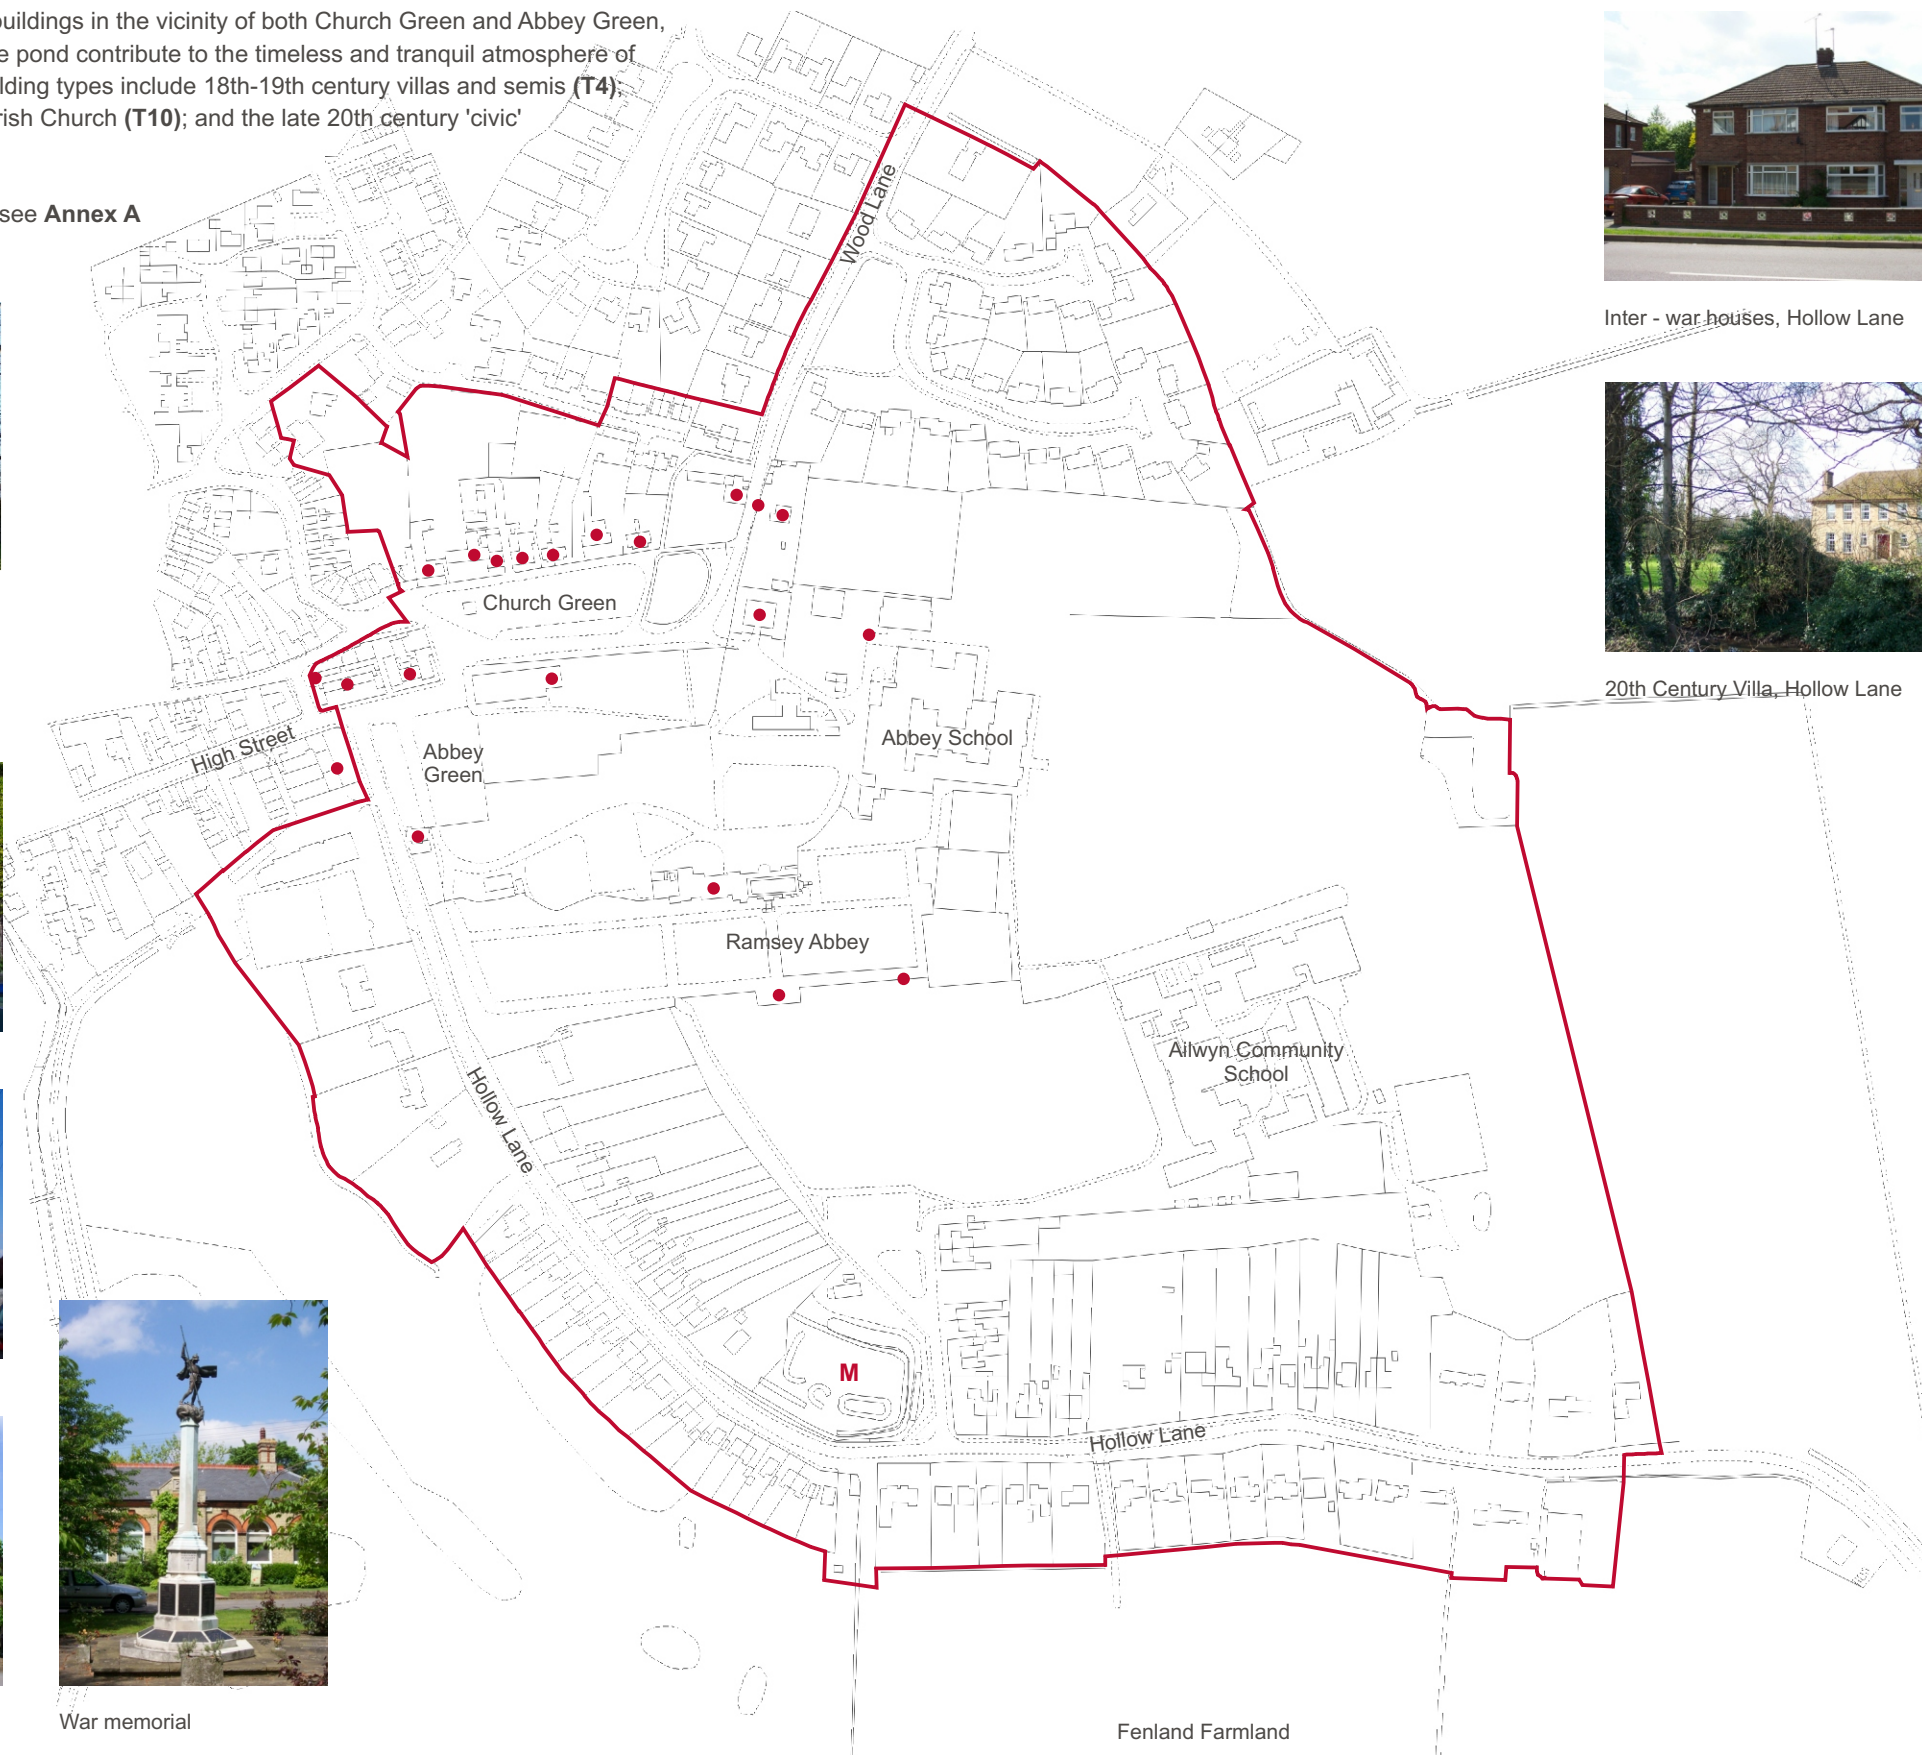 buildings in the vicinity of both Church Green and Abbey Green,
e pond contribute to the timeless and tranquil atmosphere of
lding types include 18th-19th century villas and semis (T4);
rish Church (T10); and the late 20th century 'civic'
see Annex A
Wood Lane
Inter - war houses, Hollow Lane
Church Green
20th Century Villa, Hollow Lane
High Street
Abbey
Green
Abbey School
Ramsey Abbey
Ailwyn Community
School
Hollow Lane
M
Hollow Lane
War memorial
Fenland Farmland